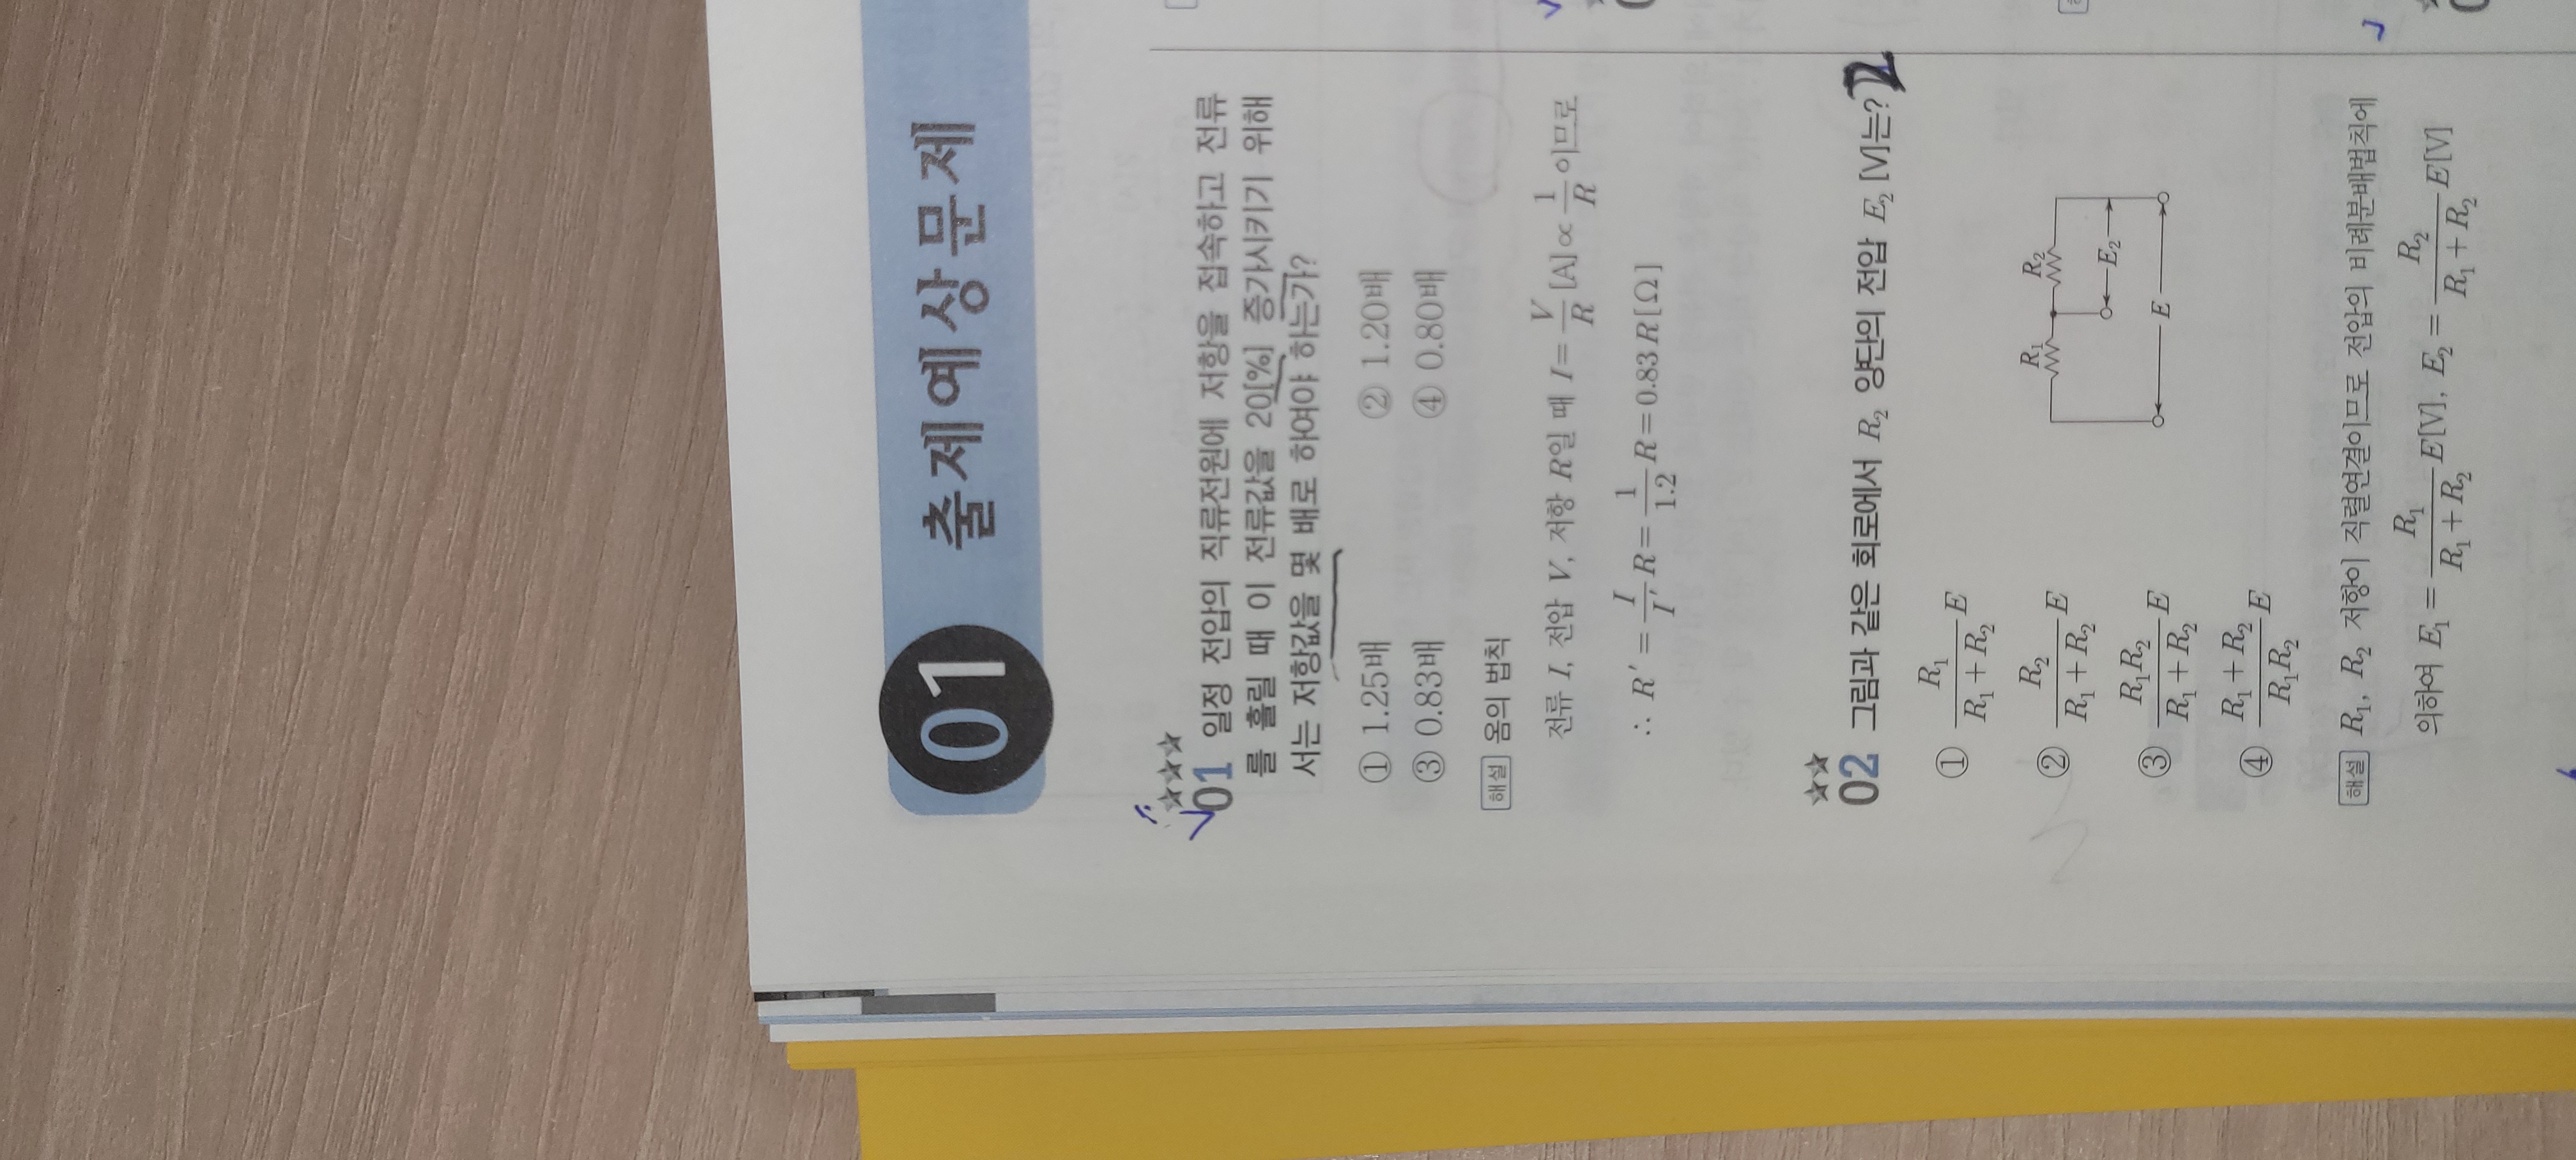 01 출제예상문제
☆☆☆
01 일정 전압의 직류전원에 저항을 접속하고 전류
를 흘릴 때 이 전류값을 20[%] 증가시키기 위해
서는 저항값을 몇 배로 하여야 하는가?
① 1.25배 ② 1.20배
③ 0.83배 ④ 0.80배
해설 옴의 법칙
전류 I, 전압 V, 저항 R일 때 I = V/R [A] ∝ 1/R 이므로
∴ R′ = I/I′ R = 1/1.2 R = 0.83R[Ω]
☆☆
02 그림과 같은 회로에서 R₂ 양단의 전압 E₂ [V]는? 2
① R₁/(R₁+R₂) E
② R₂/(R₁+R₂) E
③ R₁R₂/(R₁+R₂) E
④ (R₁+R₂)/R₁R₂ E
R₁ R₂
E₂
E
해설 R₁, R₂ 저항이 직렬연결이므로 전압의 비례분배법칙에
의하여 E₁ = R₁/(R₁+R₂) E[V], E₂ = R₂/(R₁+R₂) E[V]